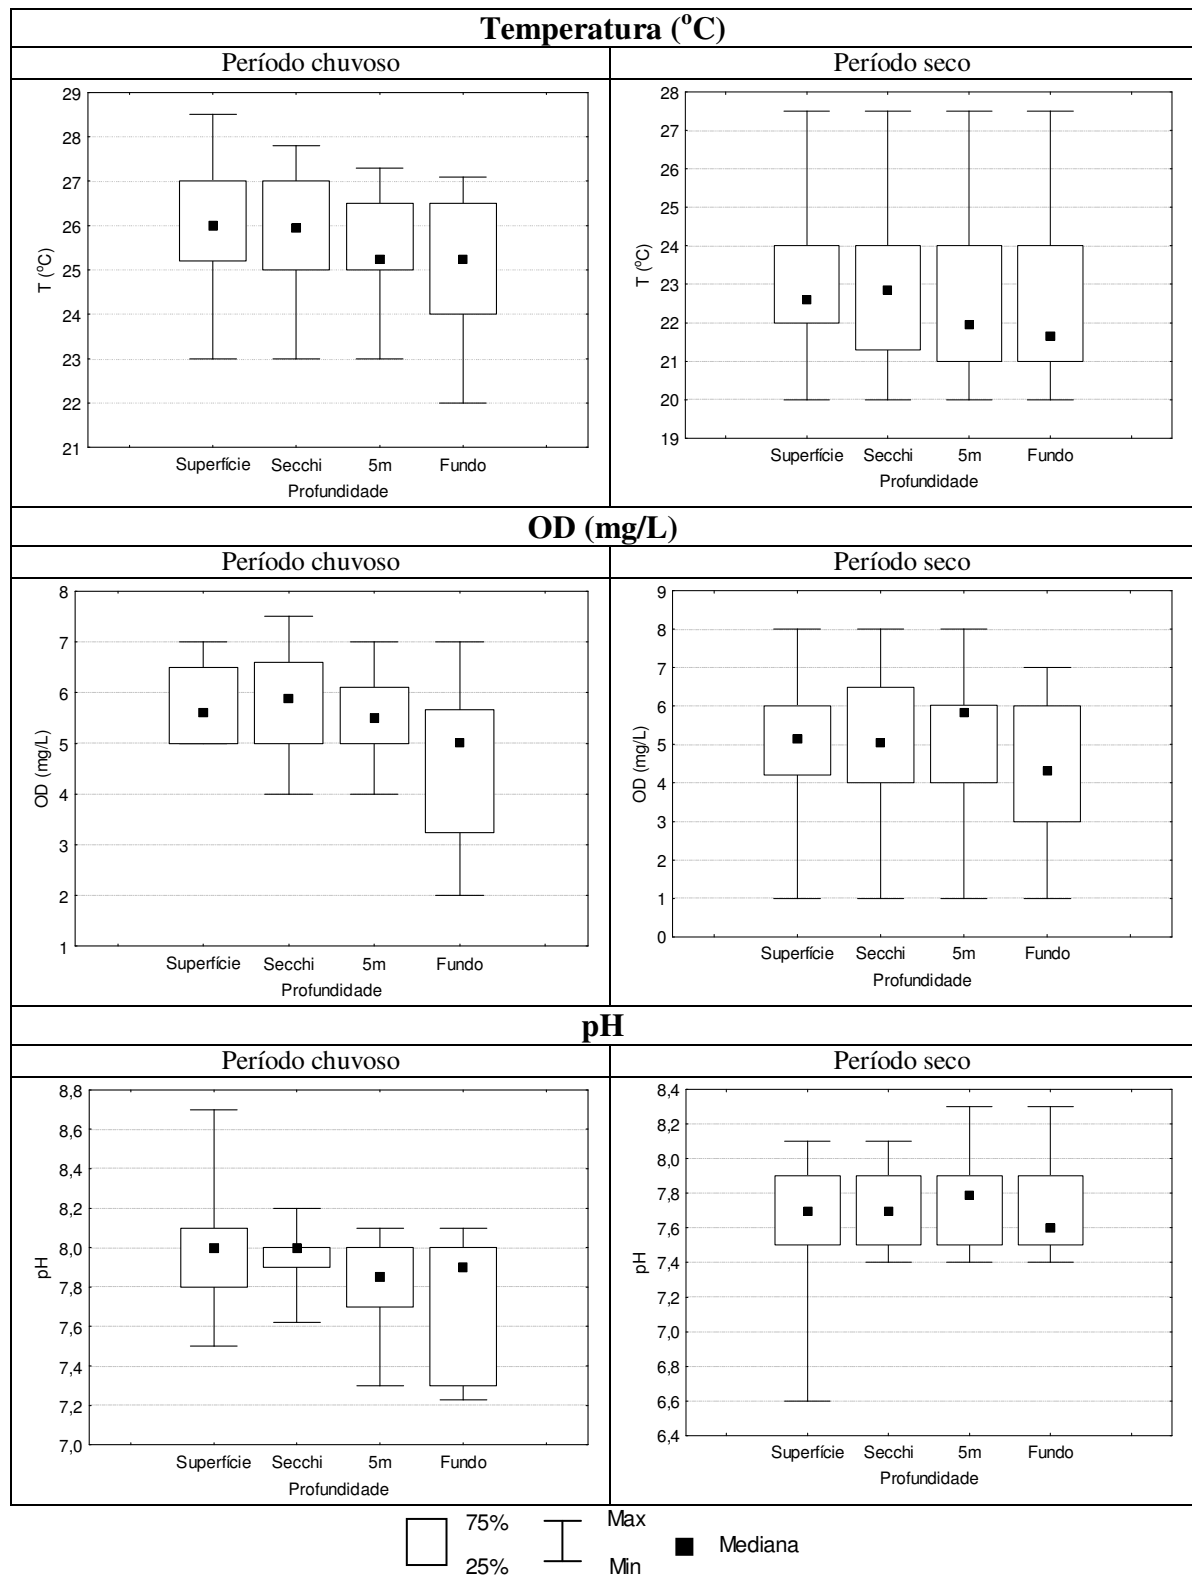 Temperatura (°C)
Período chuvoso
Período seco
29
28
27
26
25
24
23
22
21
T (°C)
Superfície Secchi 5m Fundo
Profundidade
28
27
26
25
24
23
22
21
20
19
T (°C)
Superfície Secchi 5m Fundo
Profundidade
OD (mg/L)
Período chuvoso
Período seco
8
7
6
5
4
3
2
1
OD (mg/L)
Superfície Secchi 5m Fundo
Profundidade
9
8
7
6
5
4
3
2
1
0
OD (mg/L)
Superfície Secchi 5m Fundo
Profundidade
pH
Período chuvoso
Período seco
8,8
8,6
8,4
8,2
8,0
7,8
7,6
7,4
7,2
7,0
pH
Superfície Secchi 5m Fundo
Profundidade
8,4
8,2
8,0
7,8
7,6
7,4
7,2
7,0
6,8
6,6
6,4
pH
Superfície Secchi 5m Fundo
Profundidade
75%
25%
Max
Min
Mediana